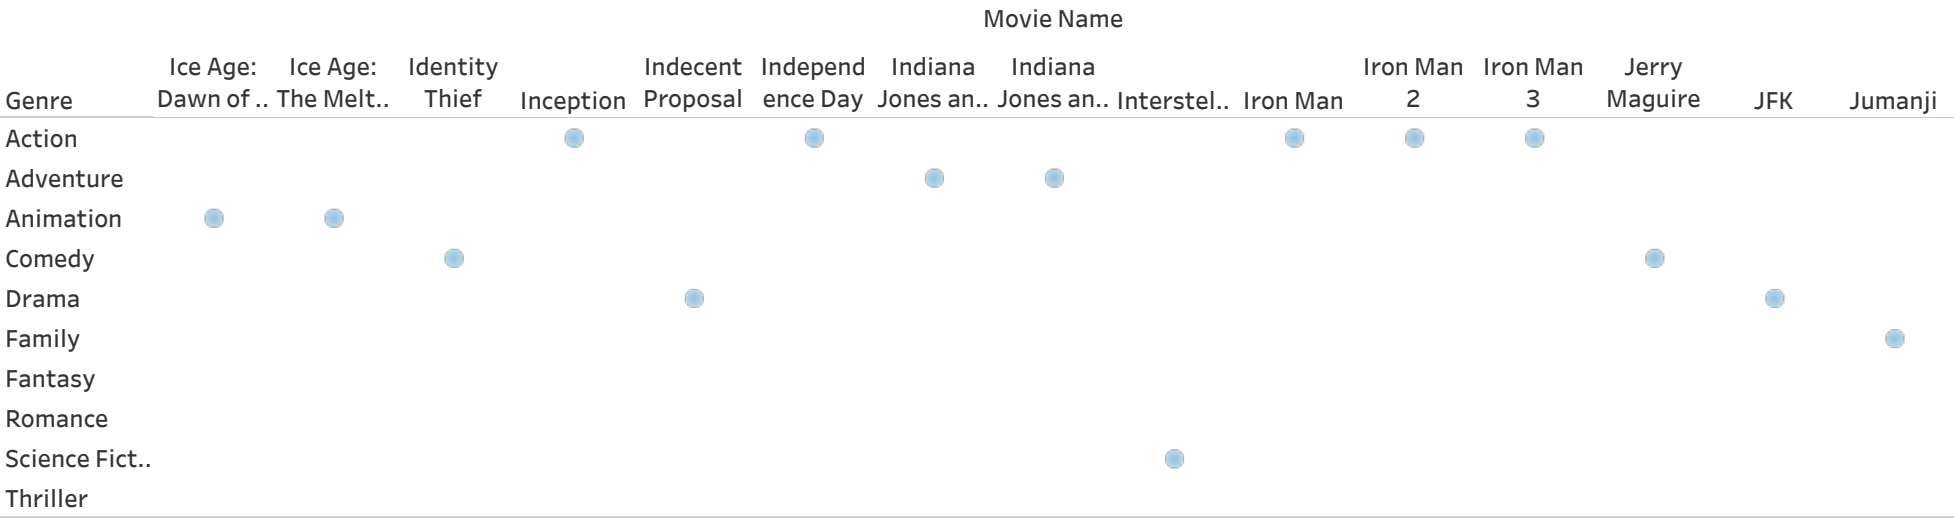 Movie Name
Ice Age: Ice Age: Identity Indecent Independ Indiana Indiana Iron Man Iron Man Jerry
Genre Dawn of .. The Melt.. Thief Inception Proposal ence Day Jones an.. Jones an.. Interstel.. Iron Man 2 3 Maguire JFK Jumanji
Action
Adventure
Animation
Comedy
Drama
Family
Fantasy
Romance
Science Fict..
Thriller